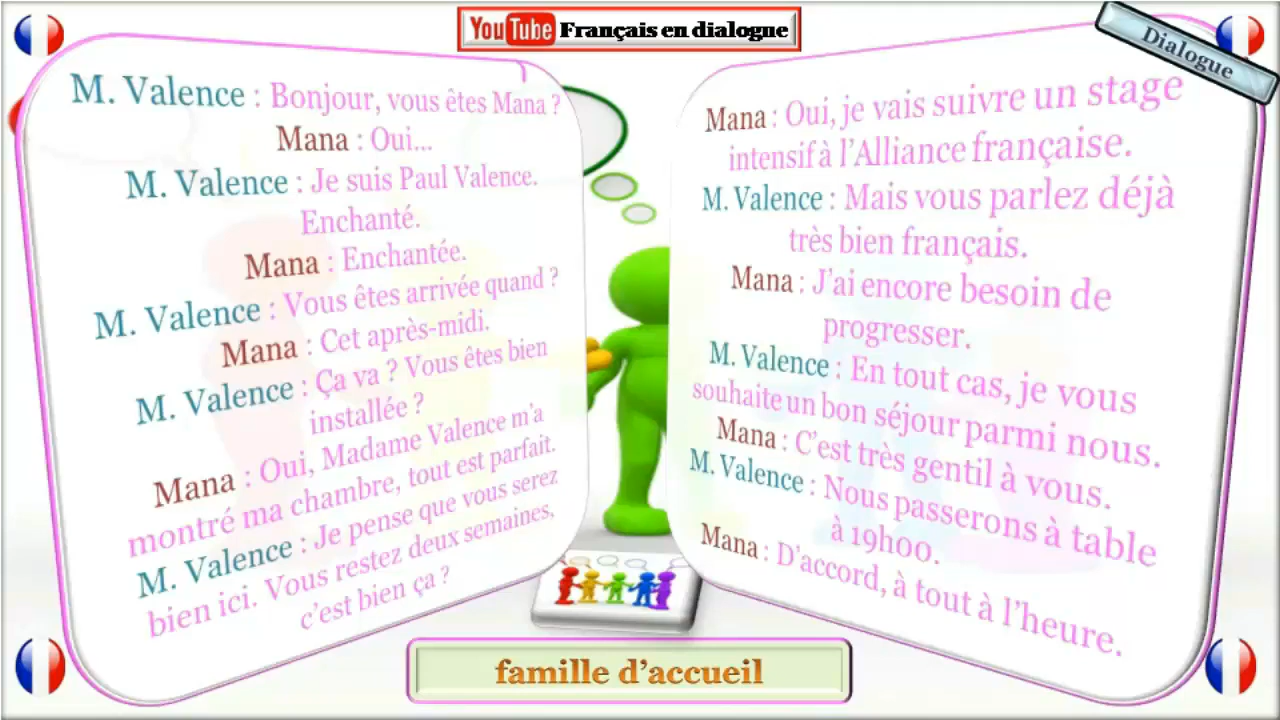 YouTube Français en dialogue
Dialogue
M. Valence : Bonjour, vous êtes Mana ?
Mana : Oui...
M. Valence : Je suis Paul Valence.
Enchanté.
Mana : Enchantée.
M. Valence : Vous êtes arrivée quand ?
Mana : Cet après-midi.
M. Valence : Ça va ? Vous êtes bien
installée ?
Mana : Oui, Madame Valence m'a
montré ma chambre, tout est parfait.
M. Valence : Je pense que vous serez
bien ici. Vous restez deux semaines,
c'est bien ça ?
Mana : Oui, je vais suivre un stage
intensif à l'Alliance française.
M. Valence : Mais vous parlez déjà
très bien français.
Mana : J'ai encore besoin de
progresser.
M. Valence : En tout cas, je vous
souhaite un bon séjour parmi nous.
Mana : C'est très gentil à vous.
M. Valence : Nous passerons à table
à 19h00.
Mana : D'accord, à tout à l'heure.
famille d'accueil